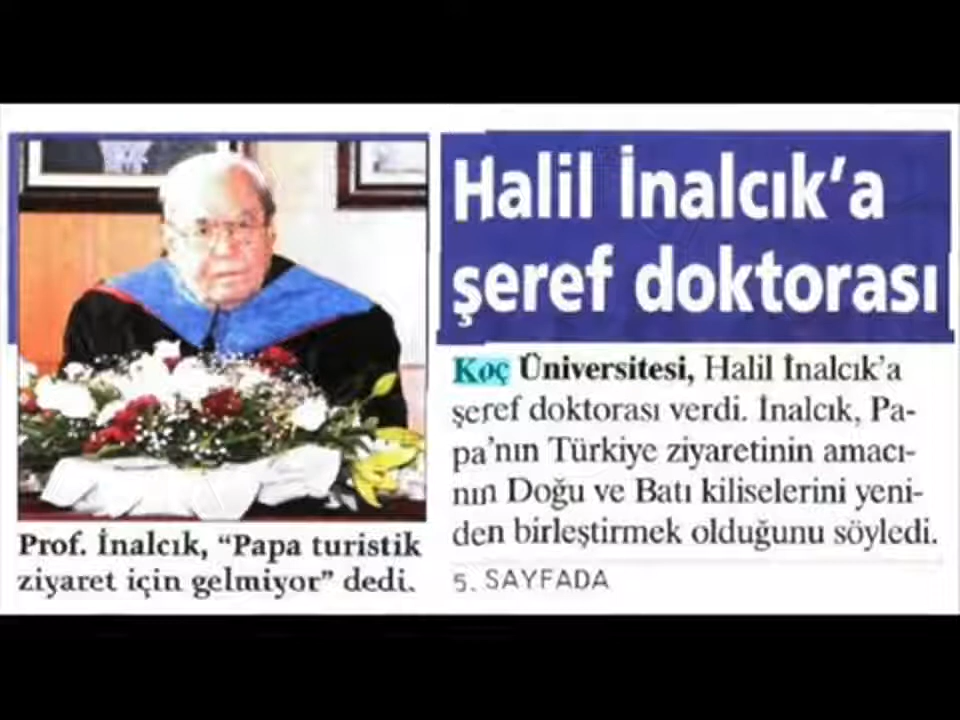 Halil İnalcık'a
şeref doktorası
Koç Üniversitesi, Halil İnalcık'a
şeref doktorası verdi. İnalcık, Pa-
pa'nın Türkiye ziyaretinin amacı-
nın Doğu ve Batı kiliselerini yeni-
den birleştirmek olduğunu söyledi.
5. SAYFADA
Prof. İnalcık, “Papa turistik
ziyaret için gelmiyor” dedi.